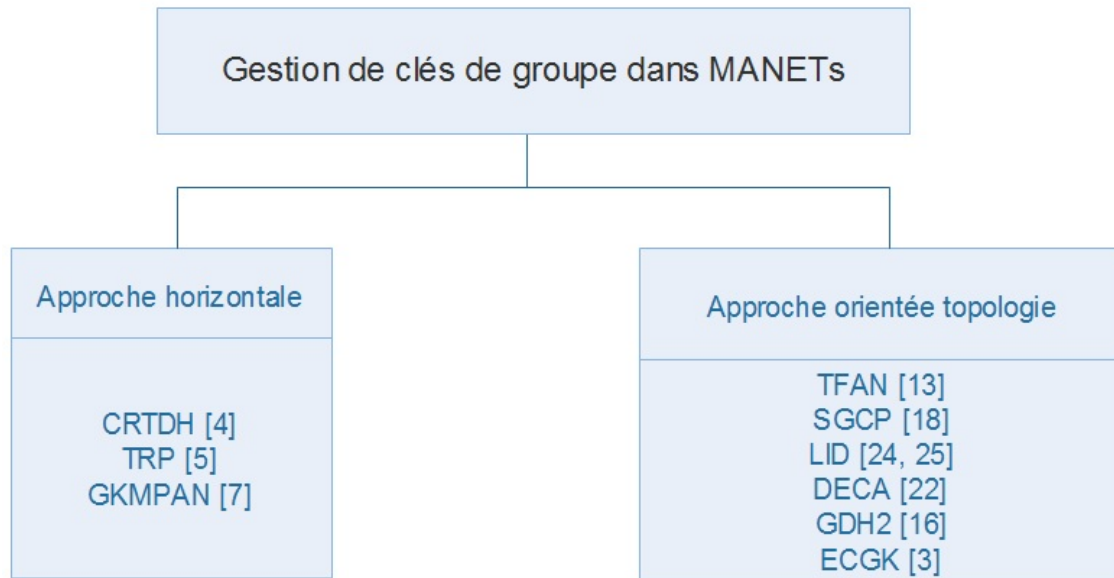 Gestion de clés de groupe dans MANETs
Approche horizontale
CRTDH [4]
TRP [5]
GKMPAN [7]
Approche orientée topologie
TFAN [13]
SGCP [18]
LID [24, 25]
DECA [22]
GDH2 [16]
ECGK [3]